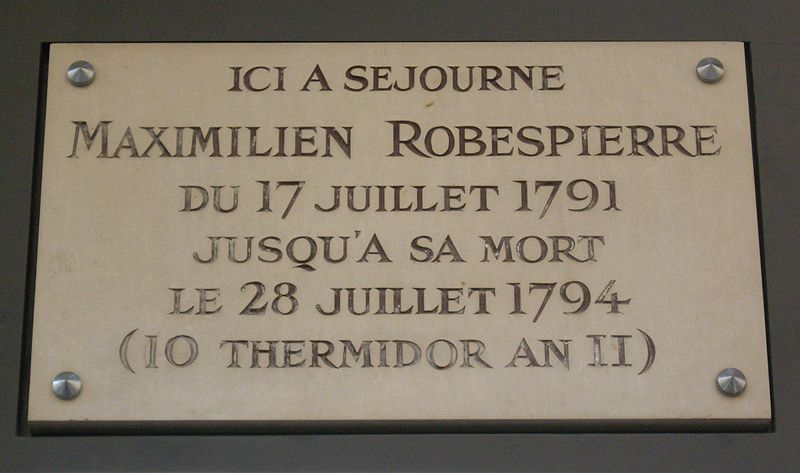 ICI A SEJOURNE
MAXIMILIEN ROBESPIERRE
DU 17 JUILLET 1791
JUSQU'A SA MORT
LE 28 JUILLET 1794
(10 THERMIDOR AN II)